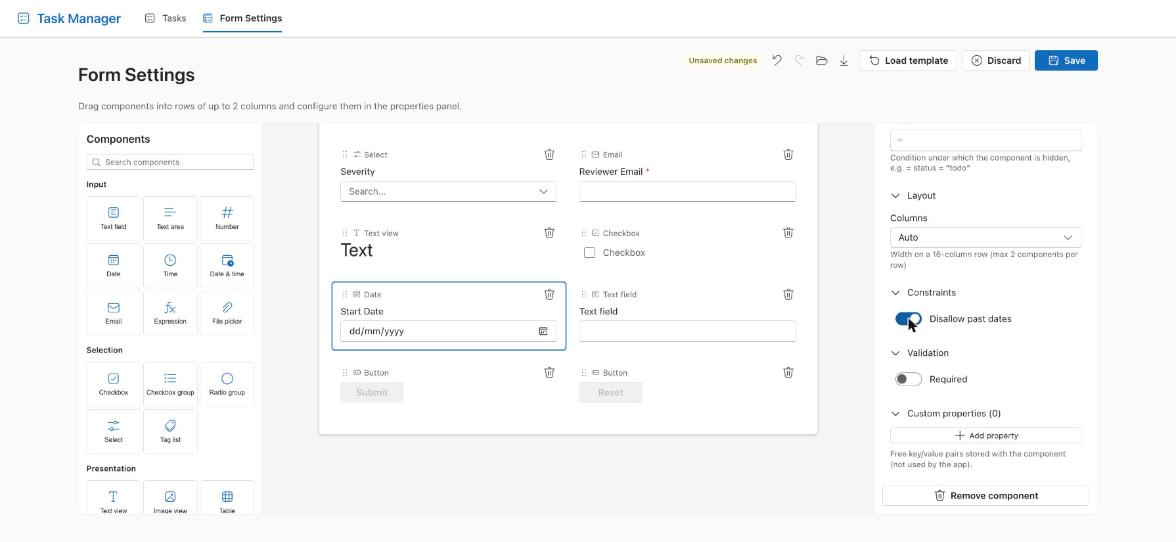 Task Manager
Tasks
Form Settings
Form Settings
Unsaved changes
Load template
Discard
Save
Drag components into rows of up to 2 columns and configure them in the properties panel.
Components
Search components
Input
Text field
Text area
Number
Date
Time
Date & time
Email
Expression
File picker
Selection
Checkbox
Checkbox group
Radio group
Select
Tag list
Presentation
Text view
Image view
Table
Select
Severity
Search...
Email
Reviewer Email *
Text view
Text
Checkbox
Checkbox
Date
Start Date
dd/mm/yyyy
Text field
Text field
Button
Submit
Button
Reset
=
Condition under which the component is hidden,
e.g. = status = "todo"
Layout
Columns
Auto
Width on a 16-column row (max 2 components per
row)
Constraints
Disallow past dates
Validation
Required
Custom properties (0)
Add property
Free key/value pairs stored with the component
(not used by the app).
Remove component